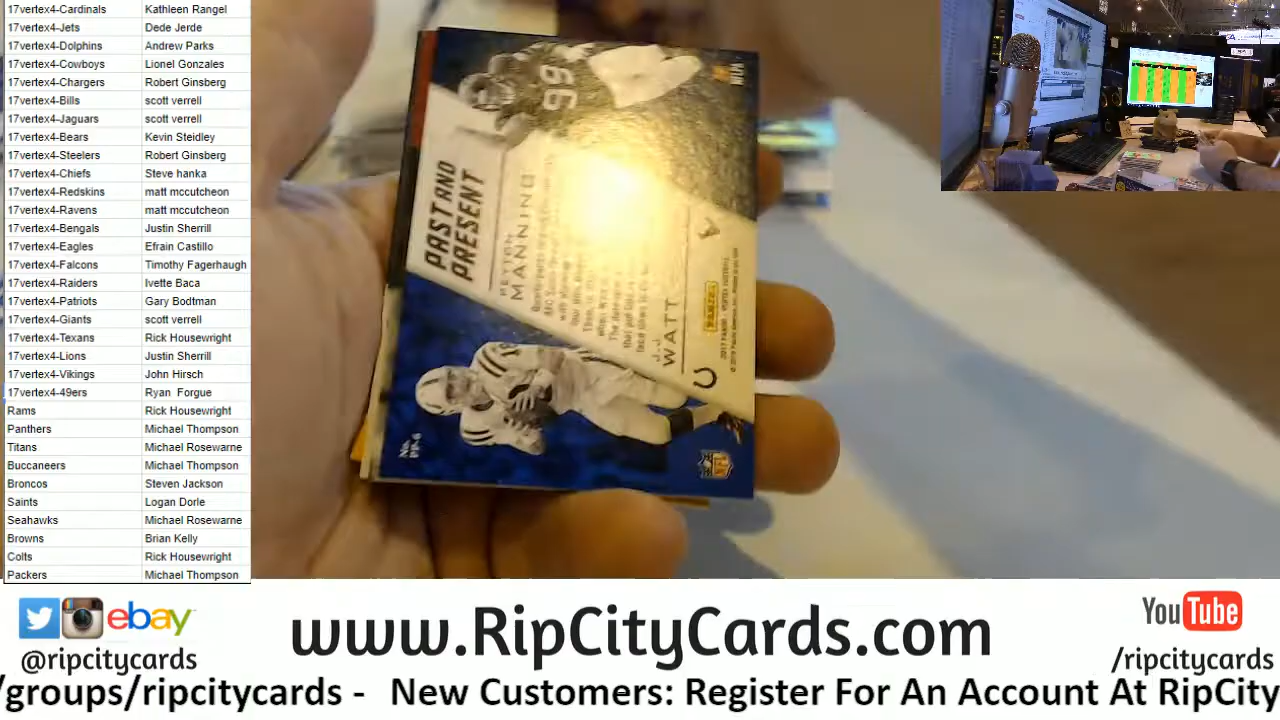 17vertex4-Cardinals Kathleen Rangel
17vertex4-Jets Dede Jerde
17vertex4-Dolphins Andrew Parks
17vertex4-Cowboys Lionel Gonzales
17vertex4-Chargers Robert Ginsberg
17vertex4-Bills scott verrell
17vertex4-Jaguars scott verrell
17vertex4-Bears Kevin Steidley
17vertex4-Steelers Robert Ginsberg
17vertex4-Chiefs Steve hanka
17vertex4-Redskins matt mccutcheon
17vertex4-Ravens matt mccutcheon
17vertex4-Bengals Justin Sherrill
17vertex4-Eagles Efrain Castillo
17vertex4-Falcons Timothy Fagerhaugh
17vertex4-Raiders Ivette Baca
17vertex4-Patriots Gary Bodtman
17vertex4-Giants scott verrell
17vertex4-Texans Rick Housewright
17vertex4-Lions Justin Sherrill
17vertex4-Vikings John Hirsch
17vertex4-49ers Ryan Forgue
Rams Rick Housewright
Panthers Michael Thompson
Titans Michael Rosewarne
Buccaneers Michael Thompson
Broncos Steven Jackson
Saints Logan Dorle
Seahawks Michael Rosewarne
Browns Brian Kelly
Colts Rick Housewright
Packers Michael Thompson
PAST AND
PRESENT
PEYTON
MANNING
J.J.
WATT
PANINI
No.
PP-6
99
ebay
@ripcitycards
www.RipCityCards.com
YouTube
/ripcitycards
/groups/ripcitycards - New Customers: Register For An Account At RipCity